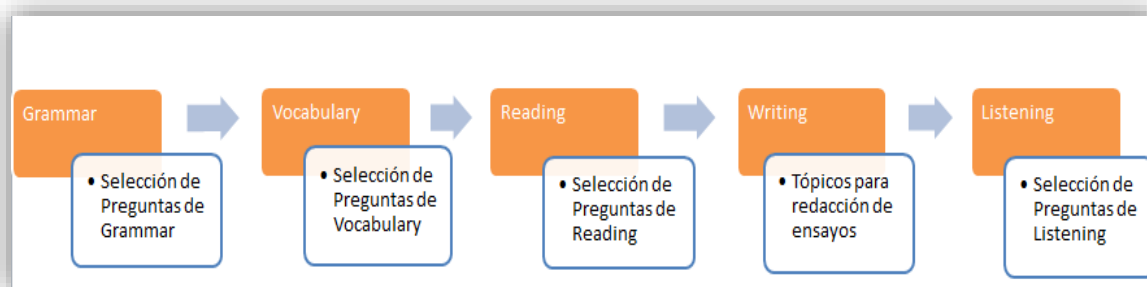 Grammar
• Selección de
Preguntas de
Grammar
Vocabulary
• Selección de
Preguntas de
Vocabulary
Reading
• Selección de
Preguntas de
Reading
Writing
• Tópicos para
redacción de
ensayos
Listening
• Selección de
Preguntas de
Listening